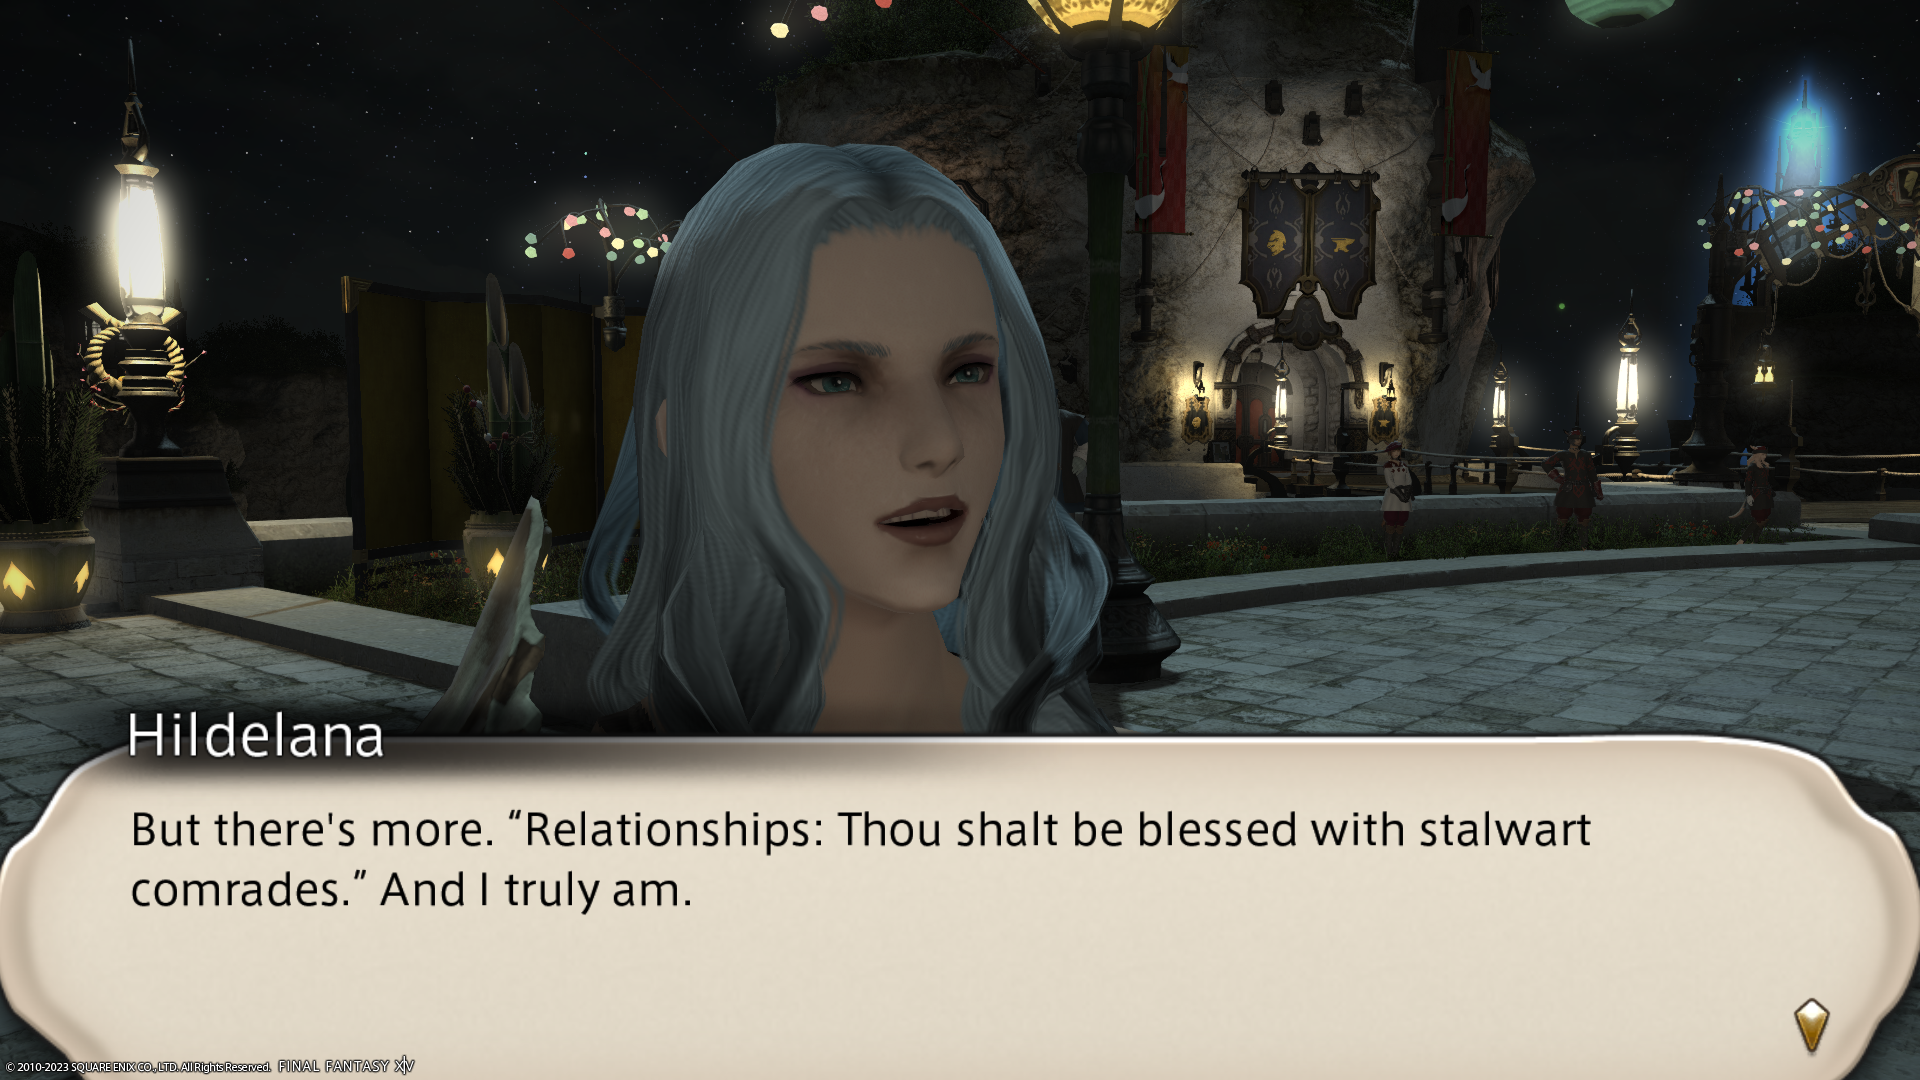 Hildelana
But there's more. “Relationships: Thou shalt be blessed with stalwart
comrades.” And I truly am.
© 2010-2023 SQUARE ENIX CO., LTD. All Rights Reserved. FINAL FANTASY XIV